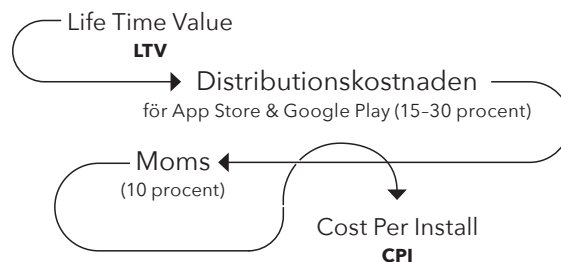 Life Time Value
LTV
Distributionskostnaden
för App Store & Google Play (15–30 procent)
Moms
(10 procent)
Cost Per Install
CPI